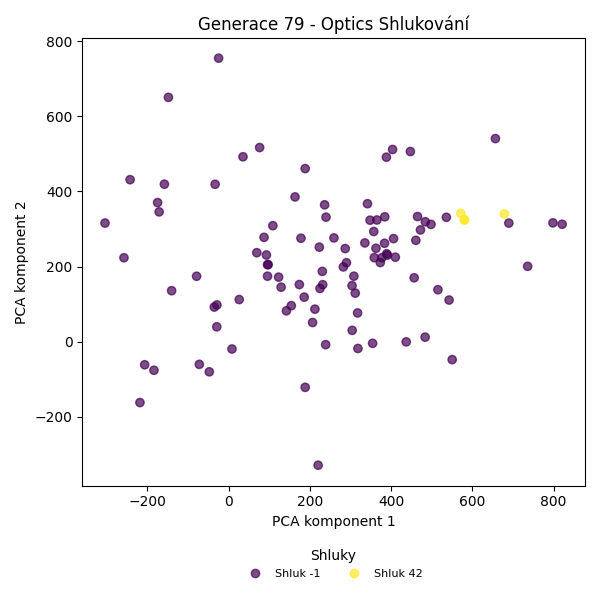 Generace 79 - Optics Shlukování
800
600
400
200
0
−200
PCA komponent 2
−200
0
200
400
600
800
PCA komponent 1
Shluky
Shluk -1
Shluk 42